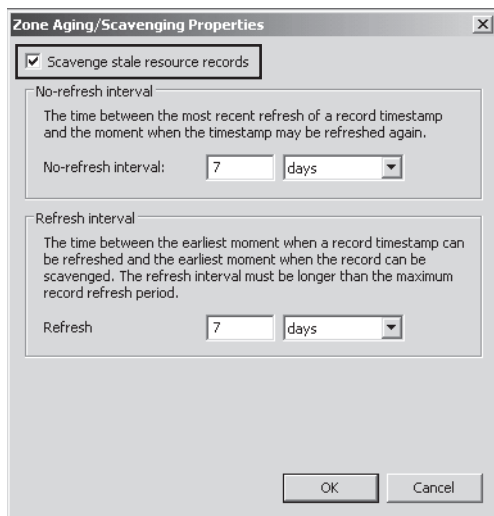 Zone Aging/Scavenging Properties
Scavenge stale resource records
No-refresh interval
The time between the most recent refresh of a record timestamp
and the moment when the timestamp may be refreshed again.
No-refresh interval: 7 days
Refresh interval
The time between the earliest moment when a record timestamp can
be refreshed and the earliest moment when the record can be
scavenged. The refresh interval must be longer than the maximum
record refresh period.
Refresh 7 days
OK Cancel